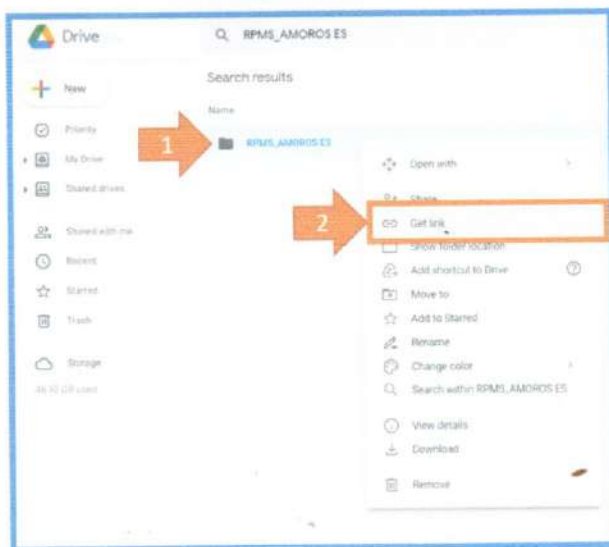 Drive
RPMS_AMOROS ES
New
Search results
Name
Priority
1
RPMS_AMOROS ES
My Drive
Open with
Shared drives
Share
2
Get link
Shared with me
Show folder location
Recent
Add shortcut to Drive
Starred
Move to
Trash
Add to Starred
Rename
Storage
Change color
GB used
Search within RPMS_AMOROS ES
View details
Download
Remove